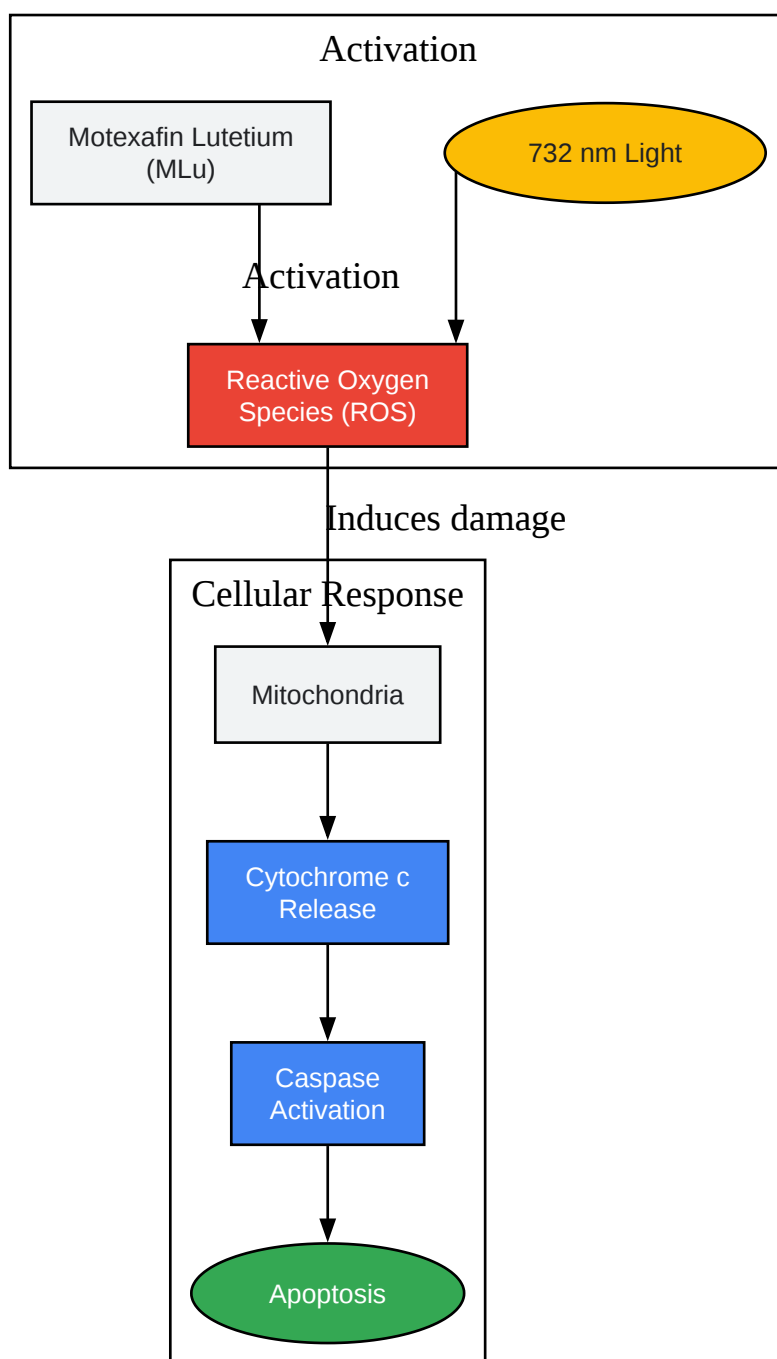 Activation
Motexafin Lutetium
(MLu)
732 nm Light
Activation
Reactive Oxygen
Species (ROS)
Induces damage
Cellular Response
Mitochondria
Cytochrome c
Release
Caspase
Activation
Apoptosis